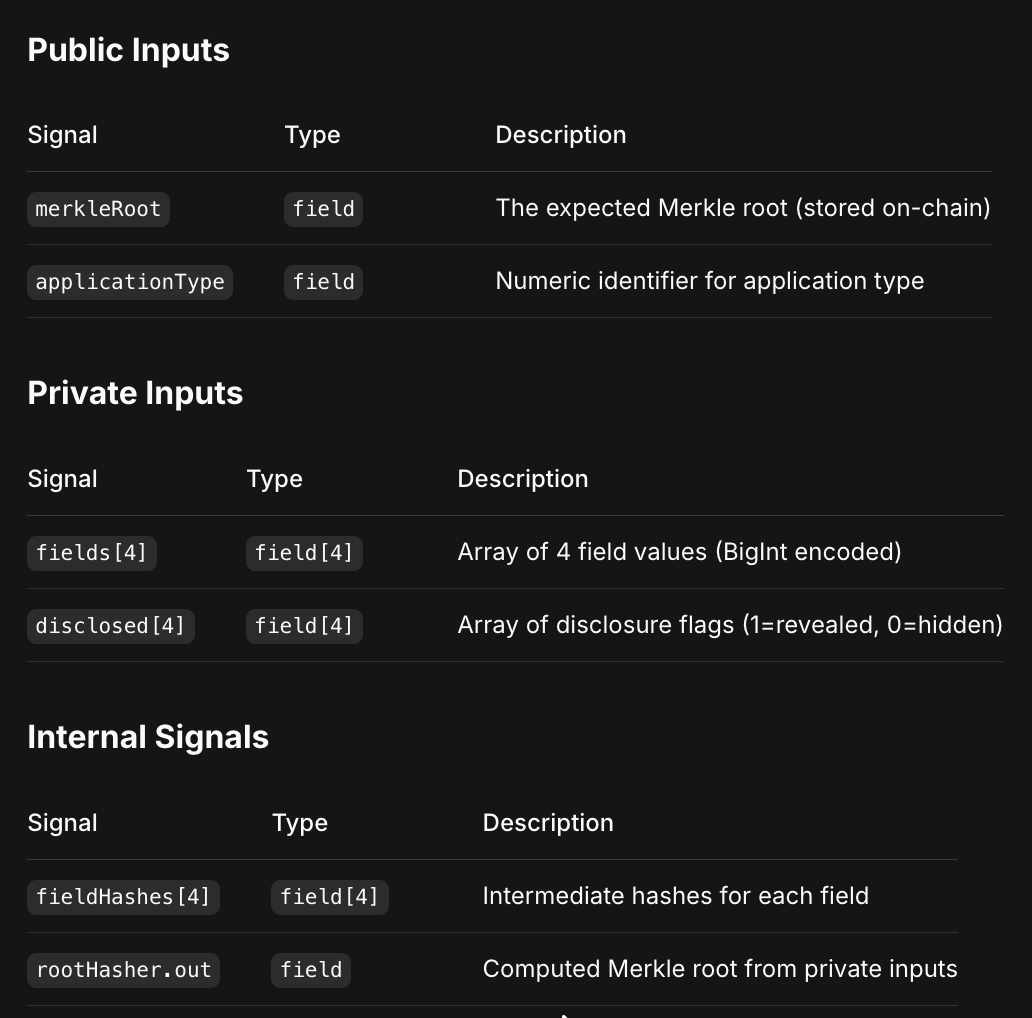 Public Inputs
Signal Type Description
merkleRoot field The expected Merkle root (stored on-chain)
applicationType field Numeric identifier for application type
Private Inputs
Signal Type Description
fields[4] field[4] Array of 4 field values (BigInt encoded)
disclosed[4] field[4] Array of disclosure flags (1=revealed, 0=hidden)
Internal Signals
Signal Type Description
fieldHashes[4] field[4] Intermediate hashes for each field
rootHasher.out field Computed Merkle root from private inputs